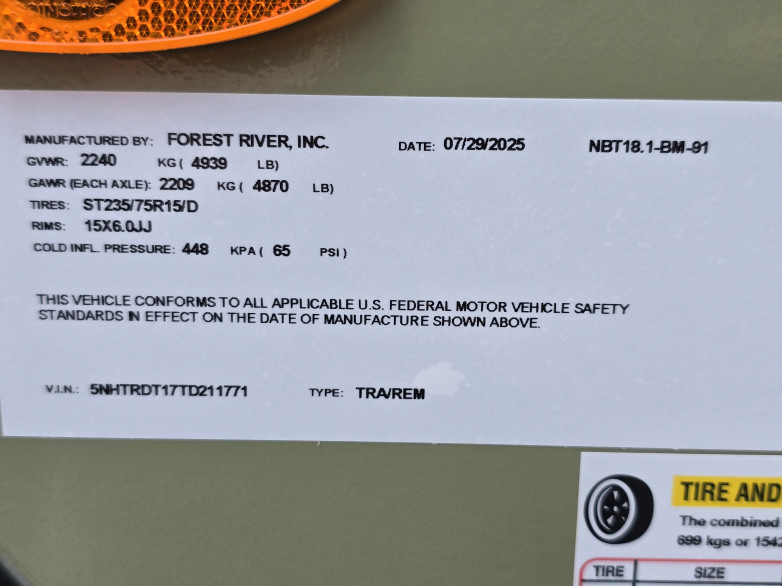 MANUFACTURED BY: FOREST RIVER, INC. DATE: 07/29/2025 NBT18.1-BM-91
GVWR: 2240 KG ( 4939 LB)
GAWR (EACH AXLE): 2209 KG ( 4870 LB)
TIRES: ST235/75R15/D
RIMS: 15X6.0JJ
COLD INFL. PRESSURE: 448 KPA ( 65 PSI )
THIS VEHICLE CONFORMS TO ALL APPLICABLE U.S. FEDERAL MOTOR VEHICLE SAFETY
STANDARDS IN EFFECT ON THE DATE OF MANUFACTURE SHOWN ABOVE.
V.I.N.: 5NHTRDT17TD211771 TYPE: TRA/REM
TIRE AND
The combined
699 kgs or 1542
TIRE SIZE